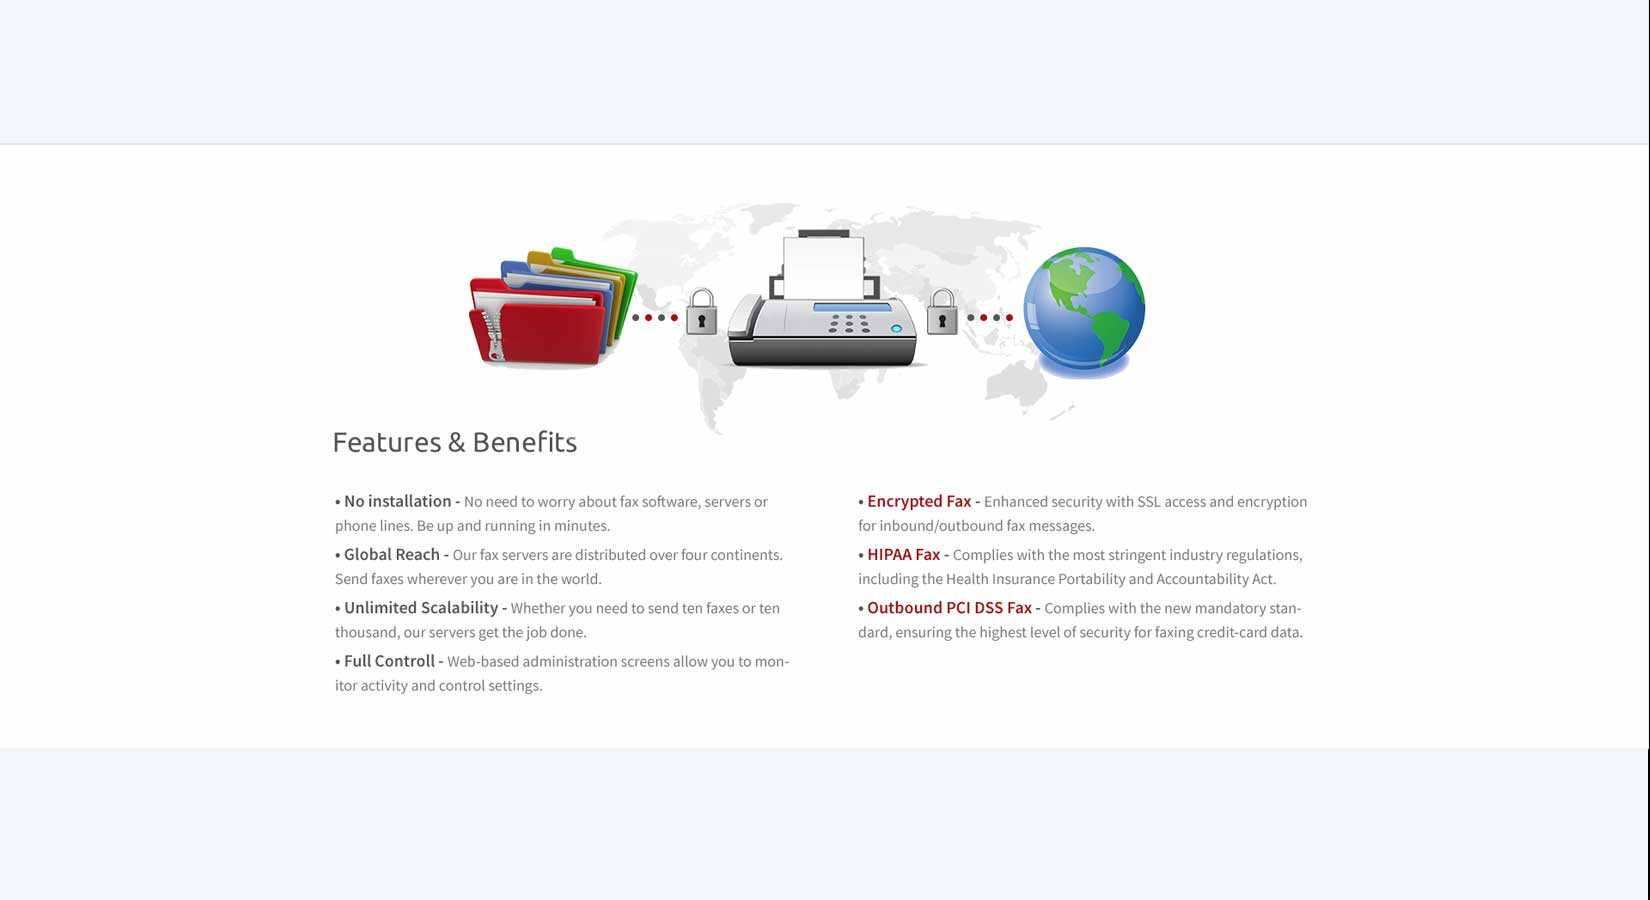 Features & Benefits
• No installation - No need to worry about fax software, servers or
phone lines. Be up and running in minutes.
• Global Reach - Our fax servers are distributed over four continents.
Send faxes wherever you are in the world.
• Unlimited Scalability - Whether you need to send ten faxes or ten
thousand, our servers get the job done.
• Full Controll - Web-based administration screens allow you to mon-
itor activity and control settings.
• Encrypted Fax - Enhanced security with SSL access and encryption
for inbound/outbound fax messages.
• HIPAA Fax - Complies with the most stringent industry regulations,
including the Health Insurance Portability and Accountability Act.
• Outbound PCI DSS Fax - Complies with the new mandatory stan-
dard, ensuring the highest level of security for faxing credit-card data.